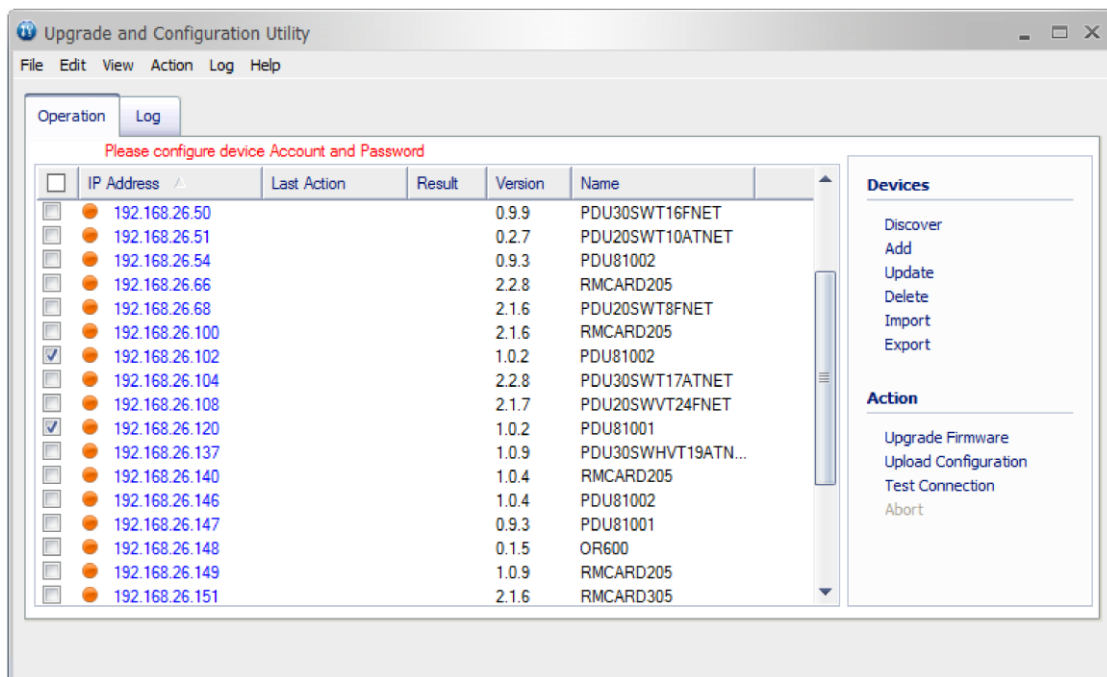 Upgrade and Configuration Utility
File Edit View Action Log Help
Operation Log
Please configure device Account and Password
IP Address Last Action Result Version Name
192.168.26.50 0.9.9 PDU30SWT16FNET
192.168.26.51 0.2.7 PDU20SWT10ATNET
192.168.26.54 0.9.3 PDU81002
192.168.26.66 2.2.8 RMCARD205
192.168.26.68 2.1.6 PDU20SWT8FNET
192.168.26.100 2.1.6 RMCARD205
192.168.26.102 1.0.2 PDU81002
192.168.26.104 2.2.8 PDU30SWT17ATNET
192.168.26.108 2.1.7 PDU20SWVT24FNET
192.168.26.120 1.0.2 PDU81001
192.168.26.137 1.0.9 PDU30SWHVT19ATN...
192.168.26.140 1.0.4 RMCARD205
192.168.26.146 1.0.4 PDU81002
192.168.26.147 0.9.3 PDU81001
192.168.26.148 0.1.5 OR600
192.168.26.149 1.0.9 RMCARD205
192.168.26.151 2.1.6 RMCARD305
Devices
Discover
Add
Update
Delete
Import
Export
Action
Upgrade Firmware
Upload Configuration
Test Connection
Abort